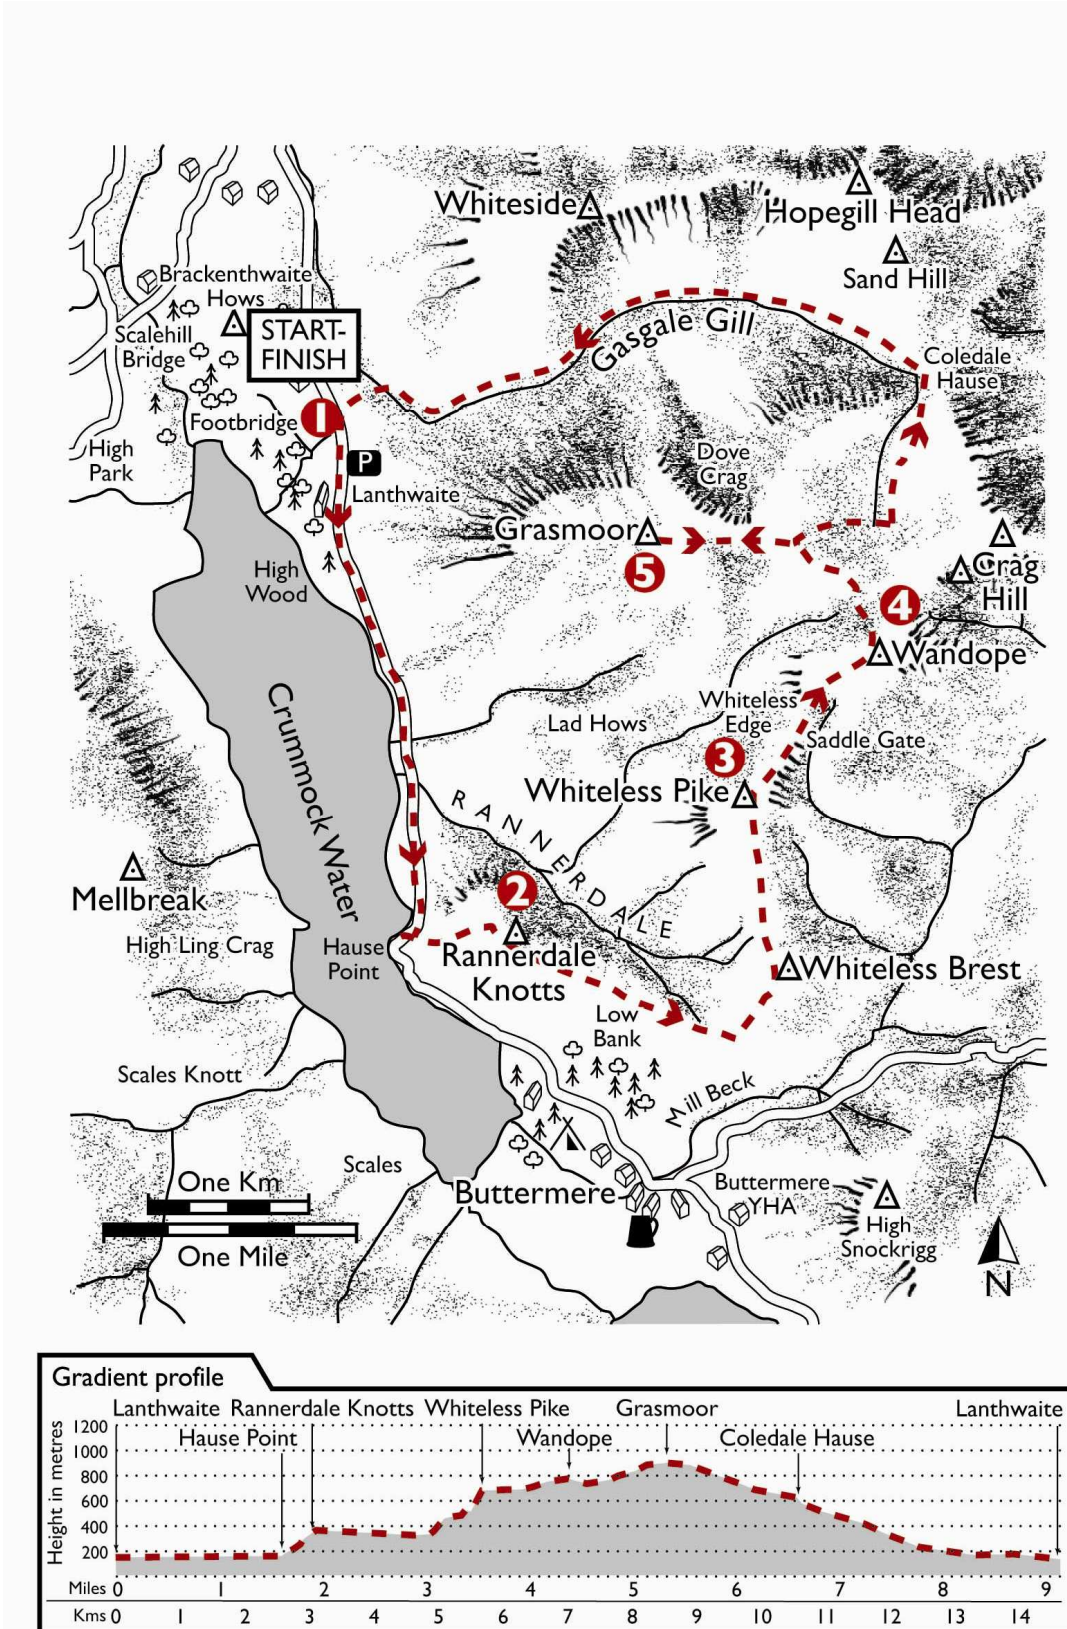 Whiteside
Hopegill Head
Sand Hill
Brackenthwaite
Hows
START-
FINISH
Scalehill
Bridge
Gasgale Gill
Coledale
Hause
1
Footbridge
High
Park
P
Lanthwaite
Dove
Crag
Grasmoor
5
Crag
Hill
High
Wood
4
Wandope
Crummock Water
Whiteless
Edge
Lad Hows
Saddle Gate
3
Whiteless Pike
RANNERDALE
Mellbreak
2
High Ling Crag
Hause
Point
Rannerdale
Knotts
Whiteless Brest
Low
Bank
Scales Knott
Mill Beck
Scales
One Km
One Mile
Buttermere
Buttermere
YHA
High
Snockrigg
N
Gradient profile
Lanthwaite Rannerdale Knotts Whiteless Pike Grasmoor Lanthwaite
Hause Point Wandope Coledale Hause
Height in metres
1200
1000
800
600
400
200
Miles 0 1 2 3 4 5 6 7 8 9
Kms 0 1 2 3 4 5 6 7 8 9 10 11 12 13 14